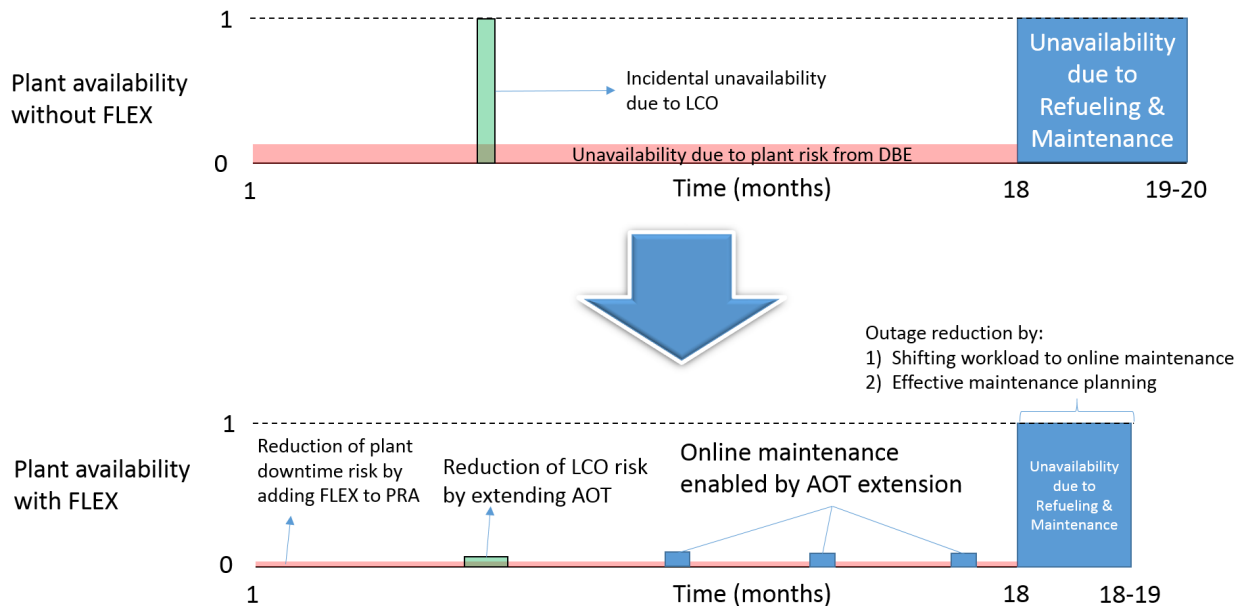 1
Plant availability
without FLEX
Incidental unavailability
due to LCO
Unavailability
due to
Refueling &
Maintenance
Unavailability due to plant risk from DBE
0
1
Time (months)
18
19-20
Outage reduction by:
1) Shifting workload to online maintenance
2) Effective maintenance planning
1
Plant availability
with FLEX
Reduction of plant
downtime risk by
adding FLEX to PRA
Reduction of LCO risk
by extending AOT
Online maintenance
enabled by AOT extension
Unavailability
due to
Refueling &
Maintenance
0
1
Time (months)
18
18-19